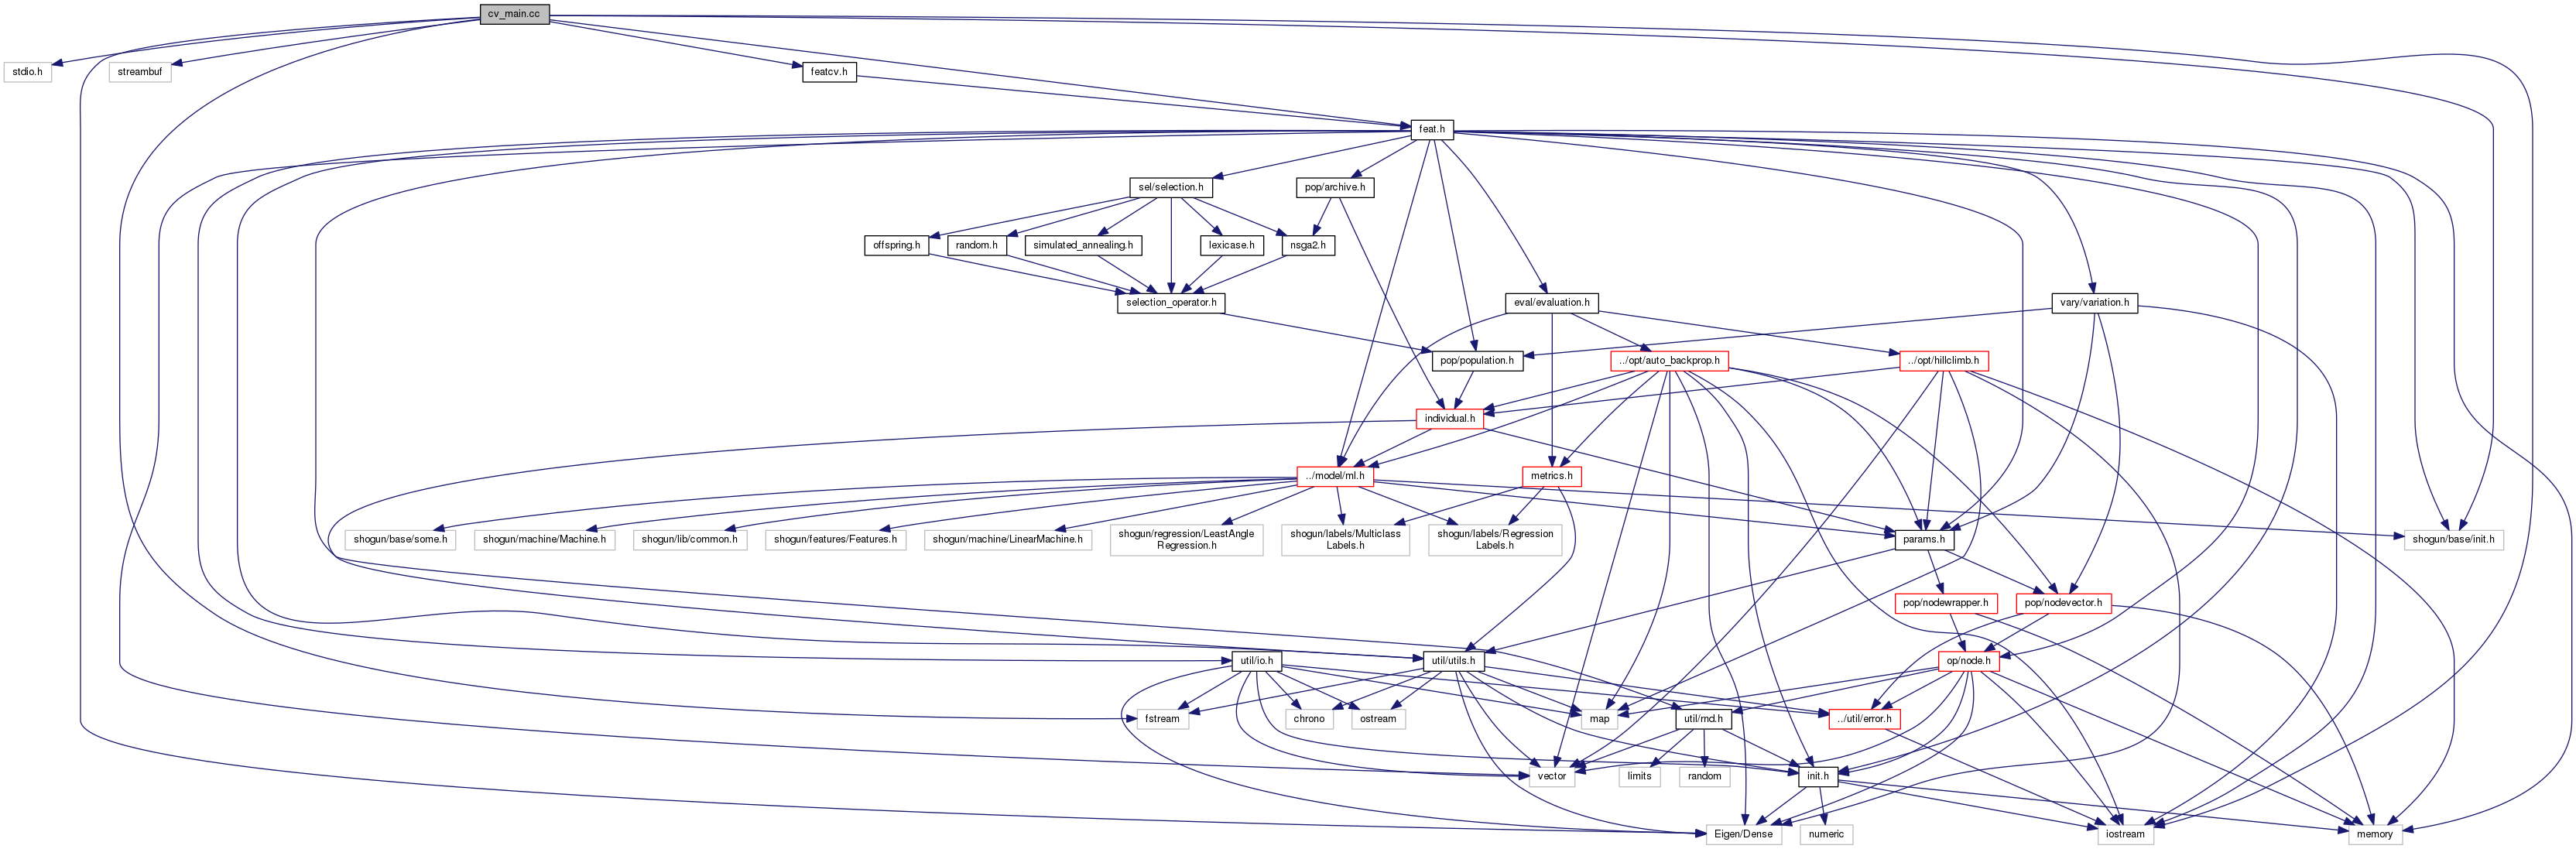 cv_main.cc
stdio.h
streambuf
featcv.h
feat.h
sel/selection.h
pop/archive.h
offspring.h
random.h
simulated_annealing.h
lexicase.h
nsga2.h
selection_operator.h
eval/evaluation.h
vary/variation.h
pop/population.h
../opt/auto_backprop.h
../opt/hillclimb.h
individual.h
../model/ml.h
metrics.h
shogun/base/some.h
shogun/machine/Machine.h
shogun/lib/common.h
shogun/features/Features.h
shogun/machine/LinearMachine.h
shogun/regression/LeastAngle
Regression.h
shogun/labels/Multiclass
Labels.h
shogun/labels/Regression
Labels.h
params.h
shogun/base/init.h
pop/nodewrapper.h
pop/nodevector.h
util/io.h
util/utils.h
op/node.h
fstream
chrono
ostream
map
util/rnd.h
../util/error.h
vector
limits
random
init.h
Eigen/Dense
numeric
iostream
memory